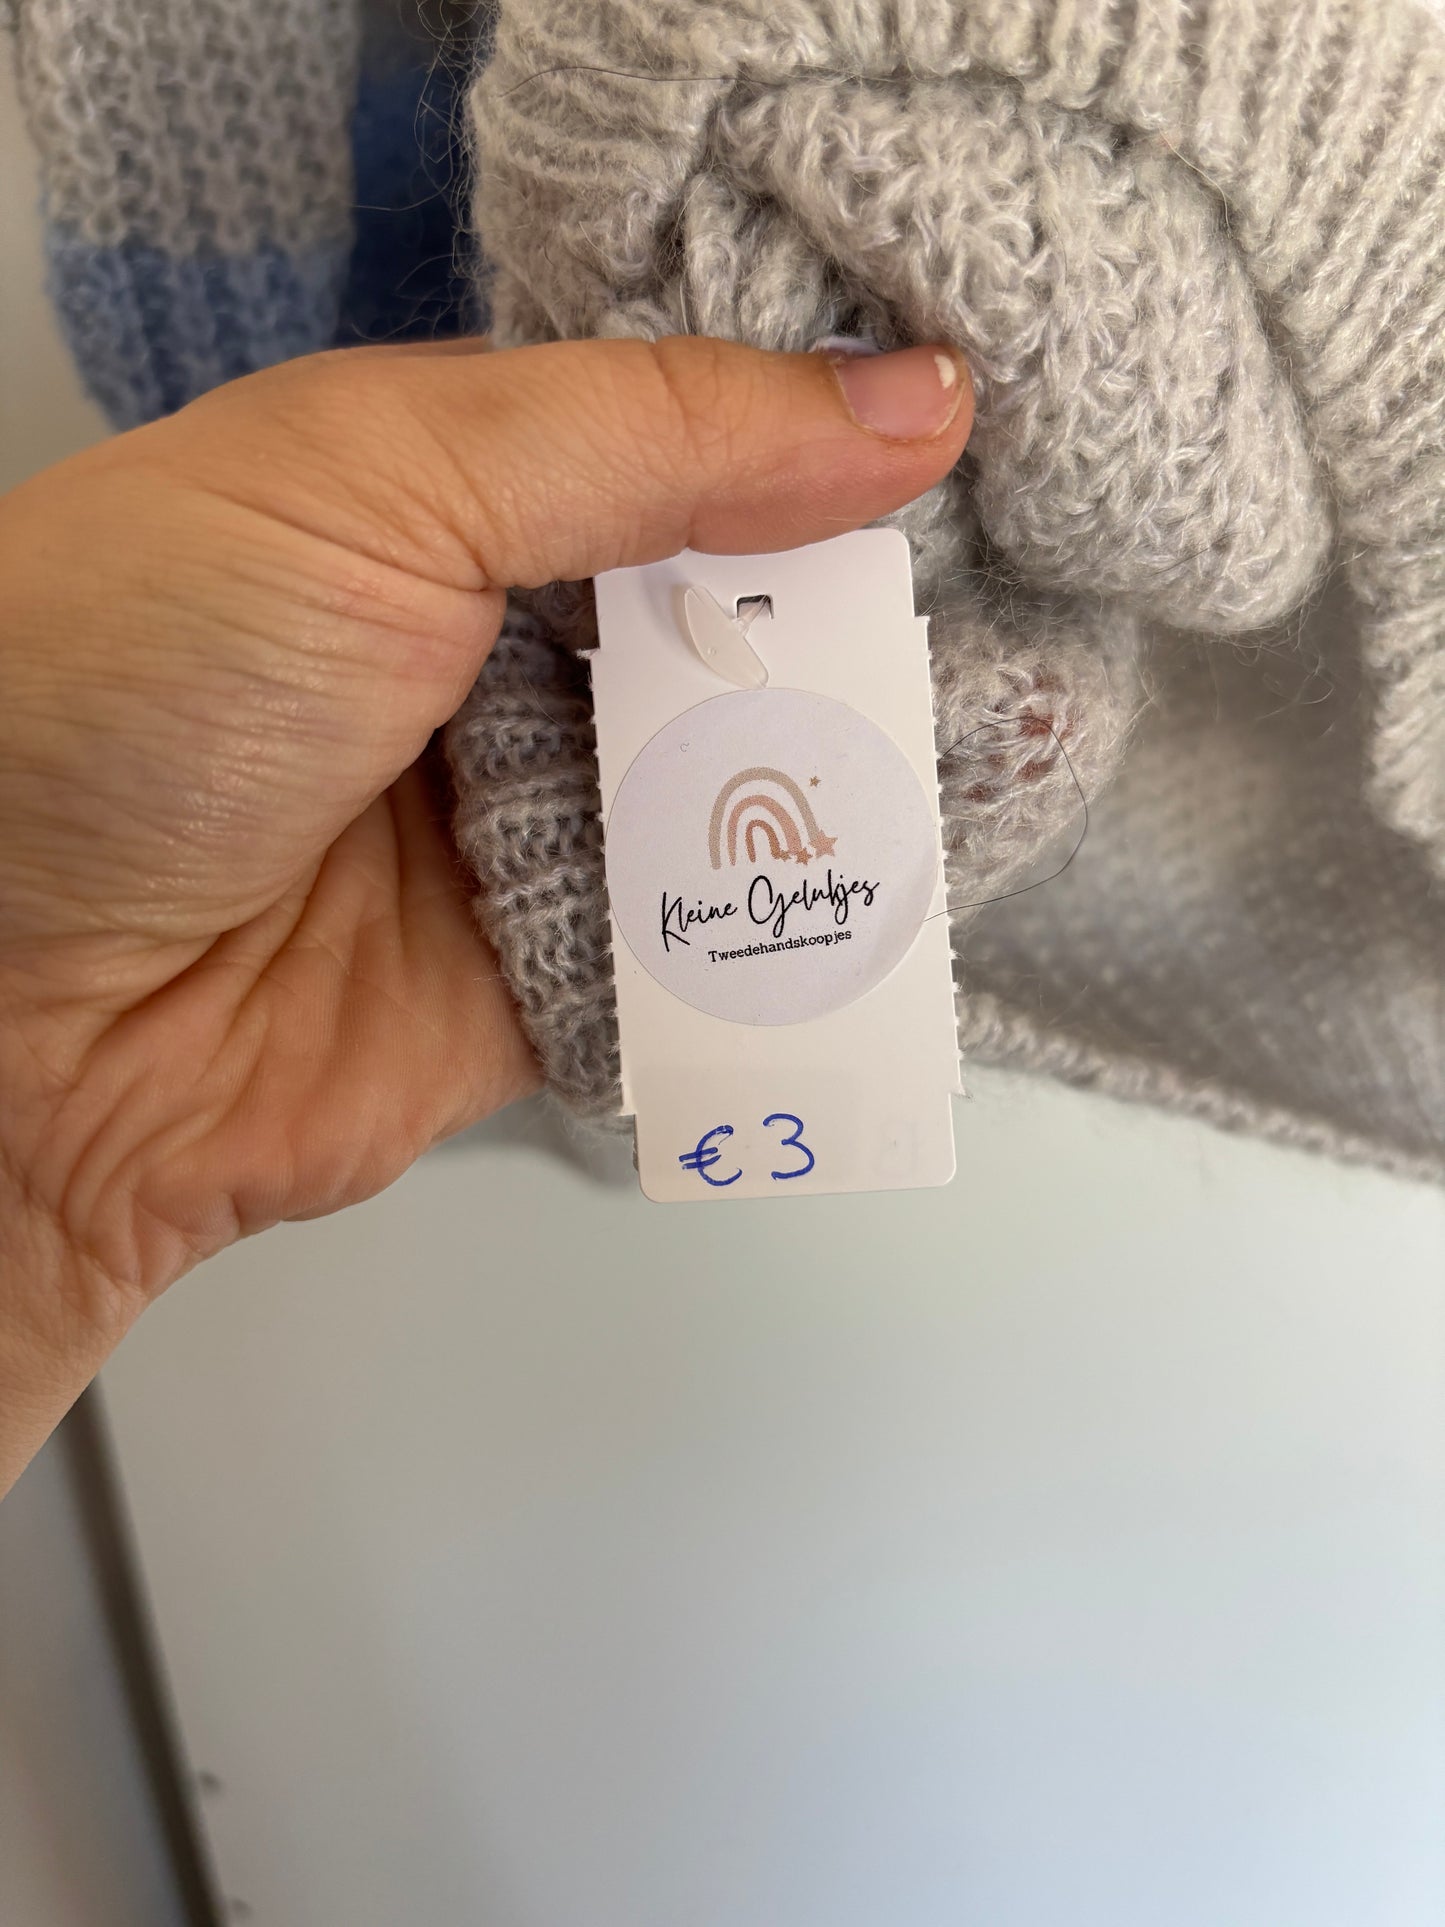 Kleine Gelukjes
Tweedehandskoopjes
€ 3